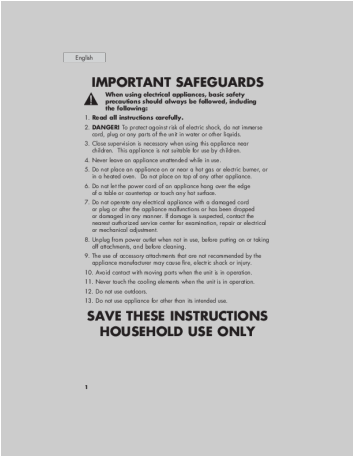 English
IMPORTANT SAFEGUARDS
When using electrical appliances, basic safety
precautions should always be followed, including
the following:
1. Read all instructions carefully.
2. DANGER! To protect against risk of electric shock, do not immerse
cord, plug or any parts of the unit in water or other liquids.
3. Close supervision is necessary when using this appliance near
children. This appliance is not suitable for use by children.
4. Never leave an appliance unattended while in use.
5. Do not place an appliance on or near a hot gas or electric burner, or
in a heated oven. Do not place on top of any other appliance.
6. Do not let the power cord of an appliance hang over the edge
of a table or countertop or touch any hot surface.
7. Do not operate any electrical appliance with a damaged cord
or plug or after the appliance malfunctions or has been dropped
or damaged in any manner. If damage is suspected, contact the
nearest authorized service center for examination, repair or electrical
or mechanical adjustment.
8. Unplug from power outlet when not in use, before putting on or taking
off attachments, and before cleaning.
9. The use of accessory attachments that are not recommended by the
appliance manufacturer may cause fire, electric shock or injury.
10. Avoid contact with moving parts when the unit is in operation.
11. Never touch the cooling elements when the unit is in operation.
12. Do not use outdoors.
13. Do not use appliance for other than its intended use.
SAVE THESE INSTRUCTIONS
HOUSEHOLD USE ONLY
1